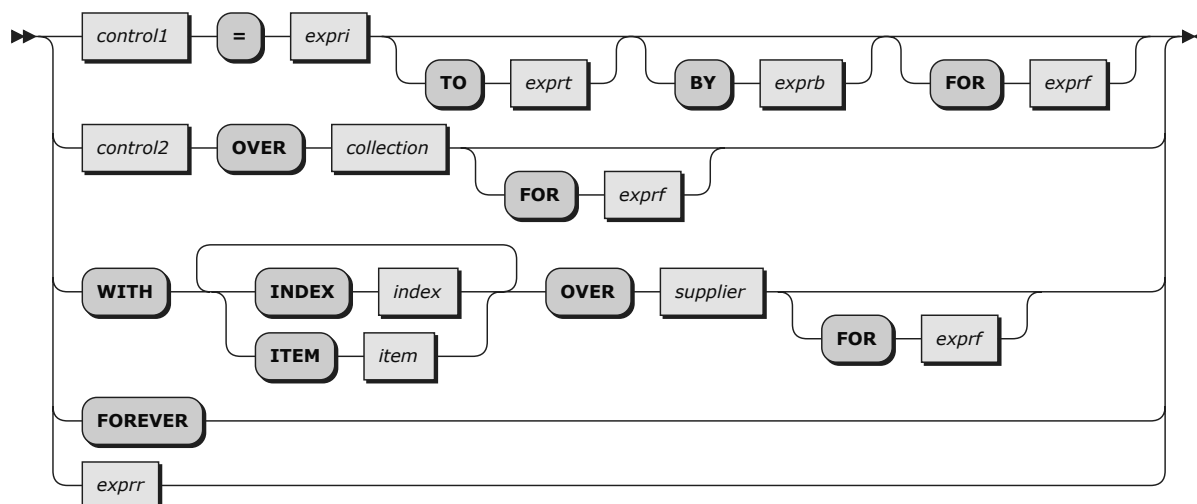 control1 = expri
TO exprt BY exprb FOR exprf
control2 OVER collection
FOR exprf
WITH INDEX index OVER supplier
ITEM item FOR exprf
FOREVER
exprr